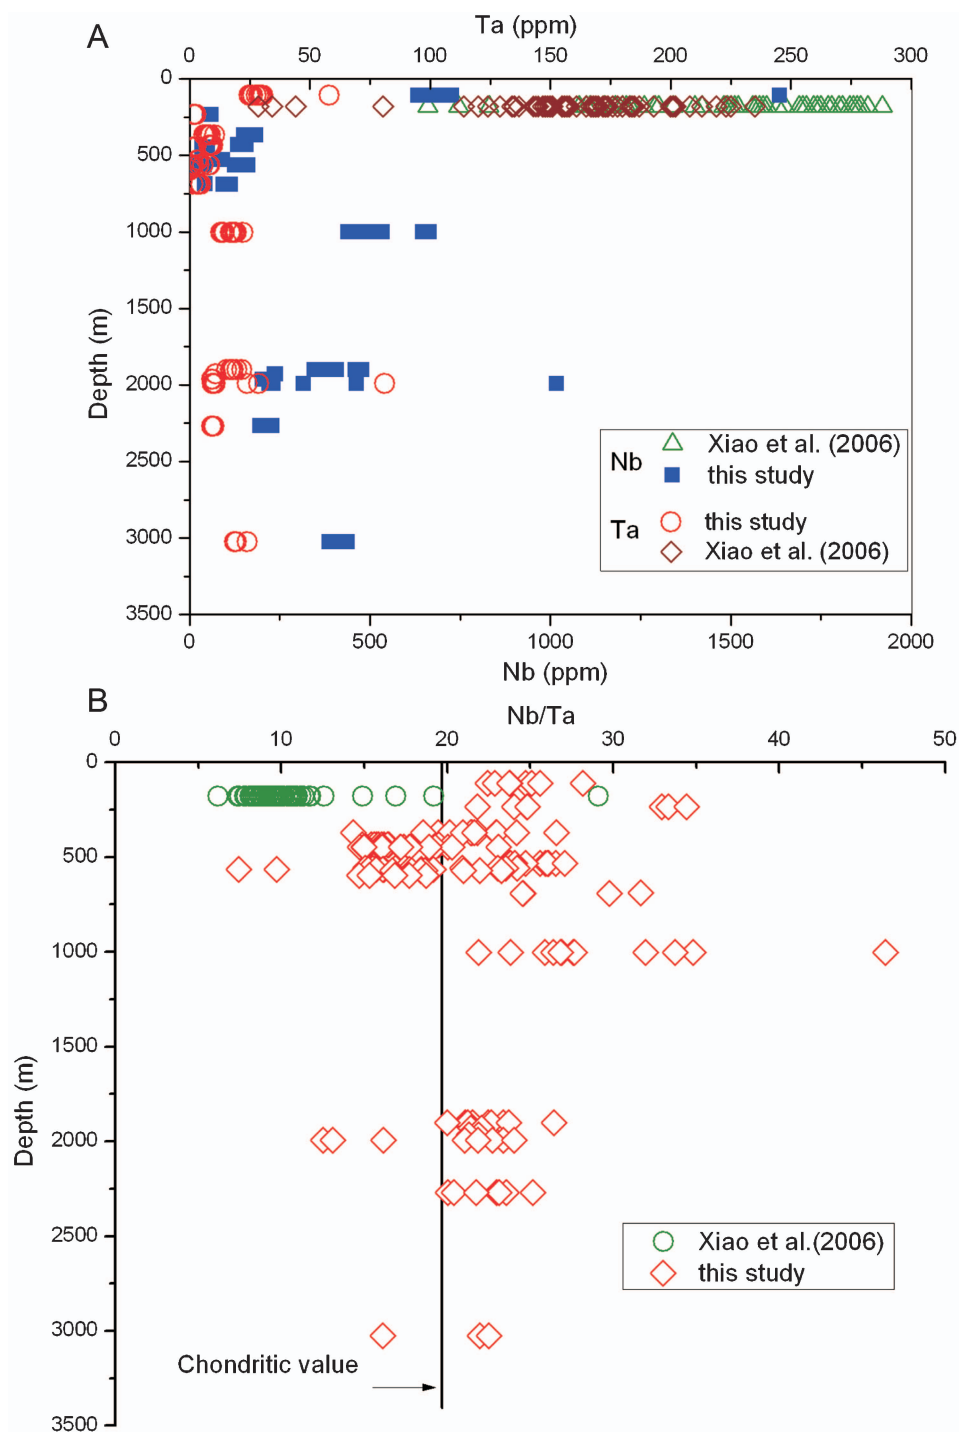 A
Ta (ppm)
0 50 100 150 200 250 300
0
500
1000
1500
2000
2500
3000
3500
Depth (m)
Nb
Xiao et al. (2006)
this study
Ta
this study
Xiao et al. (2006)
0 500 1000 1500 2000
Nb (ppm)
B
Nb/Ta
0 10 20 30 40 50
0
500
1000
1500
2000
2500
3000
3500
Depth (m)
Xiao et al.(2006)
this study
Chondritic value